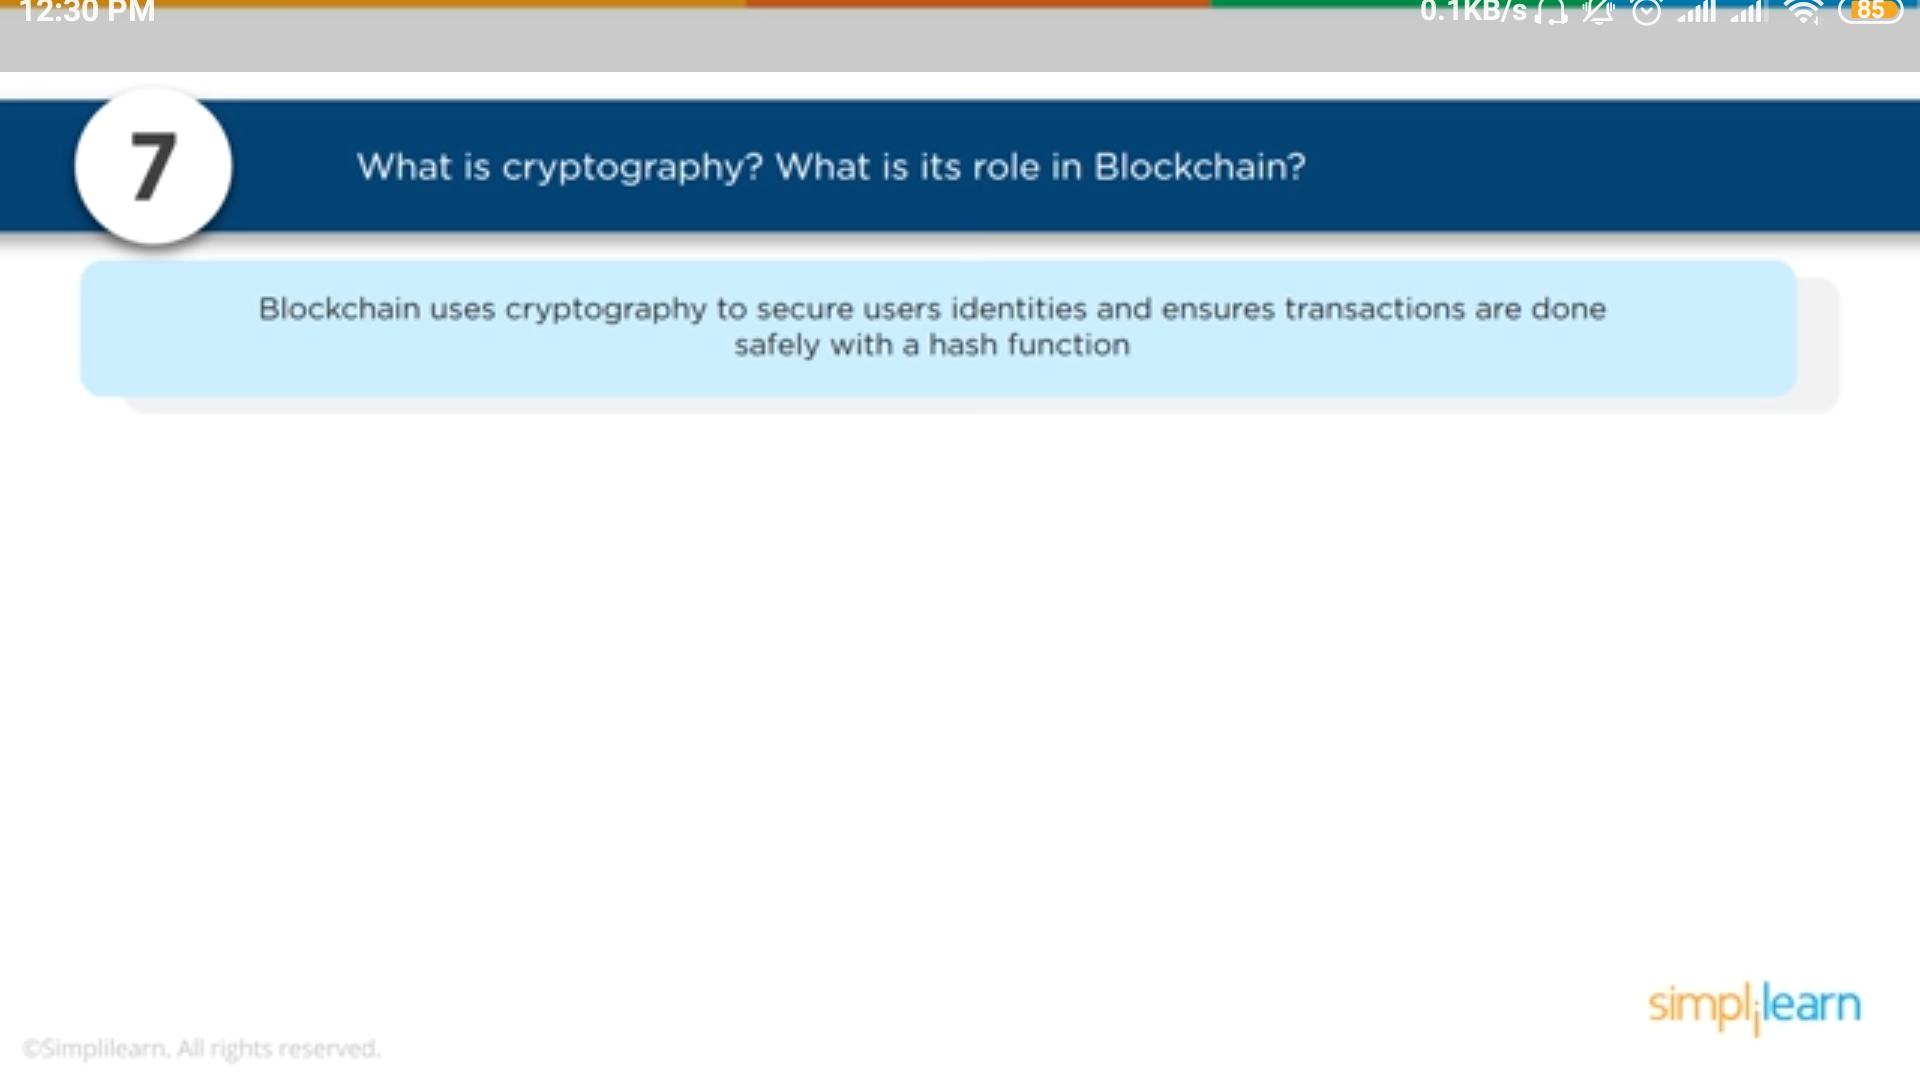 12:30 PM
0.1KB/s
85
7
What is cryptography? What is its role in Blockchain?
Blockchain uses cryptography to secure users identities and ensures transactions are done
safely with a hash function
simplilearn
©Simplilearn. All rights reserved.